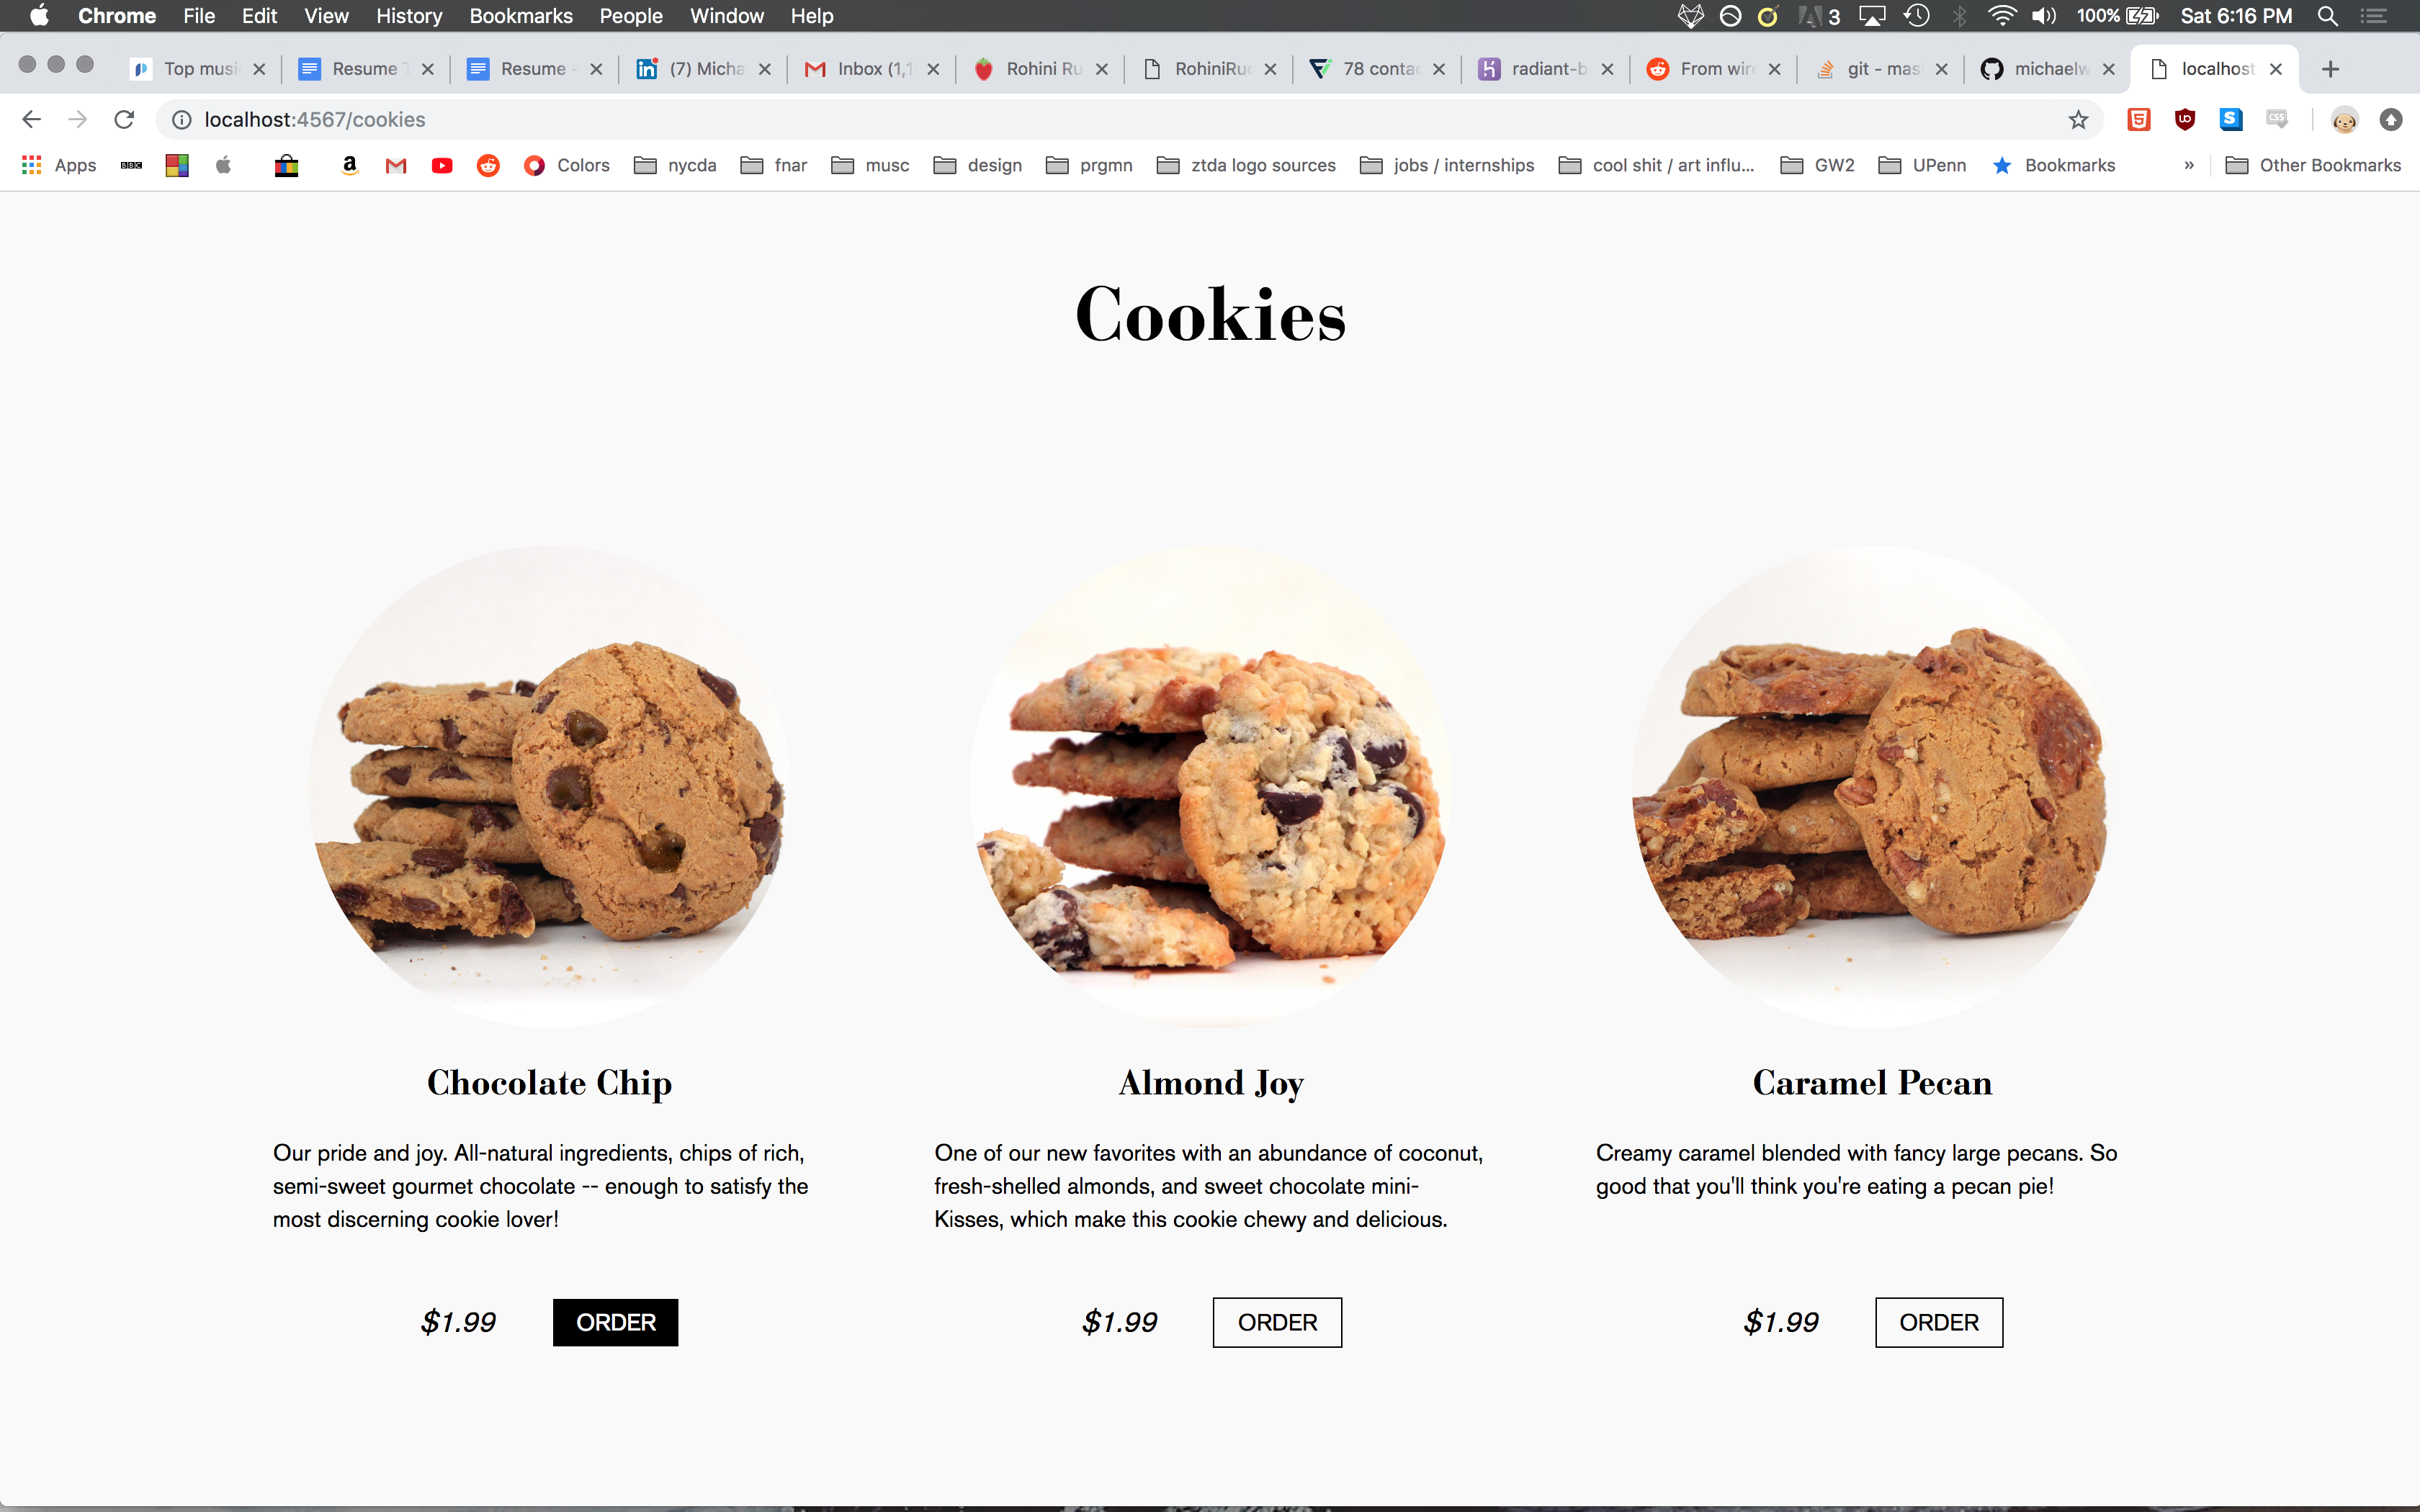 Chrome File Edit View History Bookmarks People Window Help 3 100% Sat 6:16 PM
Top musi Resume T Resume - (7) Micha Inbox (1,1 Rohini Ru RohiniRu 78 conta radiant-b From wire git - mas michaelw localhost
localhost:4567/cookies
Apps BBC Colors nycda fnar musc design prgmn ztda logo sources jobs / internships cool shit / art influ... GW2 UPenn Bookmarks » Other Bookmarks
Cookies
Chocolate Chip
Our pride and joy. All-natural ingredients, chips of rich,
semi-sweet gourmet chocolate -- enough to satisfy the
most discerning cookie lover!
$1.99 ORDER
Almond Joy
One of our new favorites with an abundance of coconut,
fresh-shelled almonds, and sweet chocolate mini-
Kisses, which make this cookie chewy and delicious.
$1.99 ORDER
Caramel Pecan
Creamy caramel blended with fancy large pecans. So
good that you'll think you're eating a pecan pie!
$1.99 ORDER